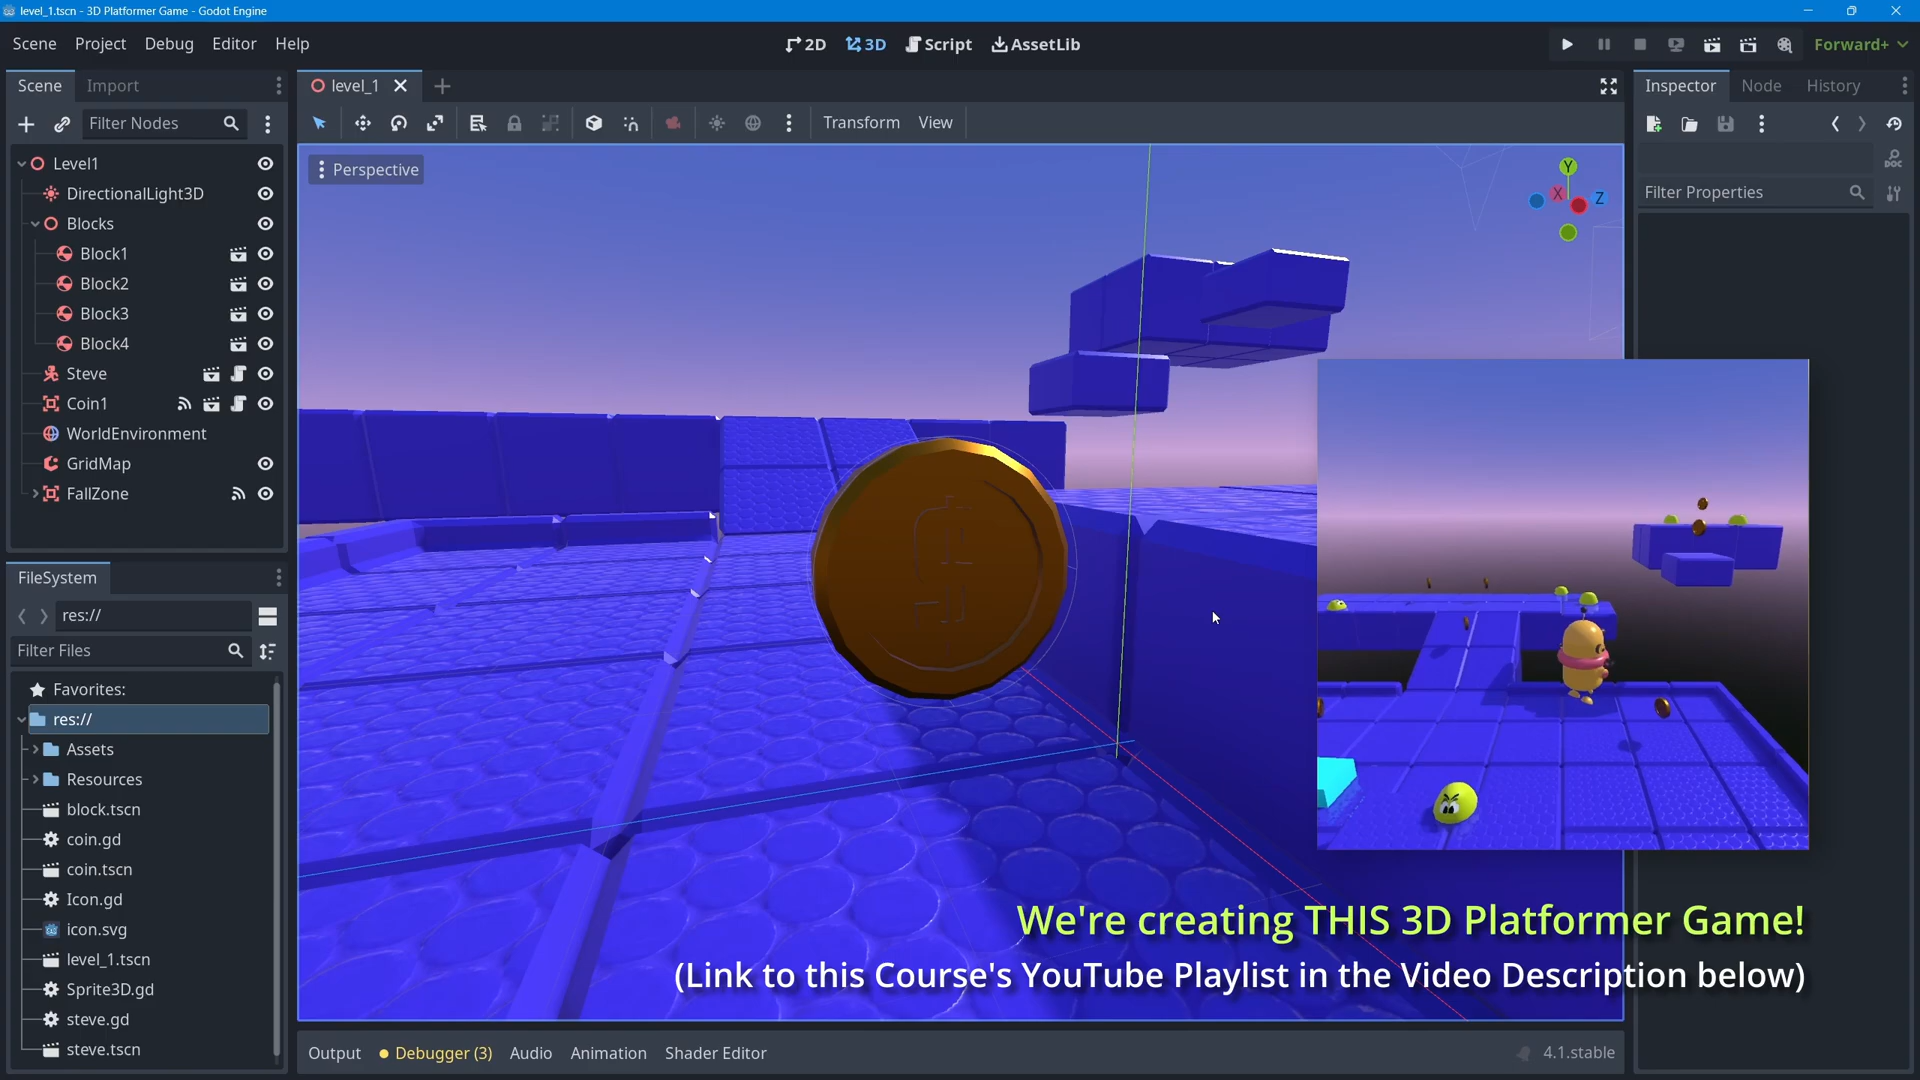 level_1.tscn - 3D Platformer Game - Godot Engine
Scene Project Debug Editor Help
2D 3D Script AssetLib
Forward+
Scene Import
level_1
Inspector Node History
Filter Nodes
Transform View
Perspective
Y
X
Z
DOC
Filter Properties
Level1
DirectionalLight3D
Blocks
Block1
Block2
Block3
Block4
Steve
Coin1
WorldEnvironment
GridMap
FallZone
FileSystem
res://
Filter Files
Favorites:
res://
Assets
Resources
block.tscn
coin.gd
coin.tscn
Icon.gd
icon.svg
level_1.tscn
Sprite3D.gd
steve.gd
steve.tscn
We're creating THIS 3D Platformer Game!
(Link to this Course's YouTube Playlist in the Video Description below)
Output Debugger (3) Audio Animation Shader Editor
4.1.stable